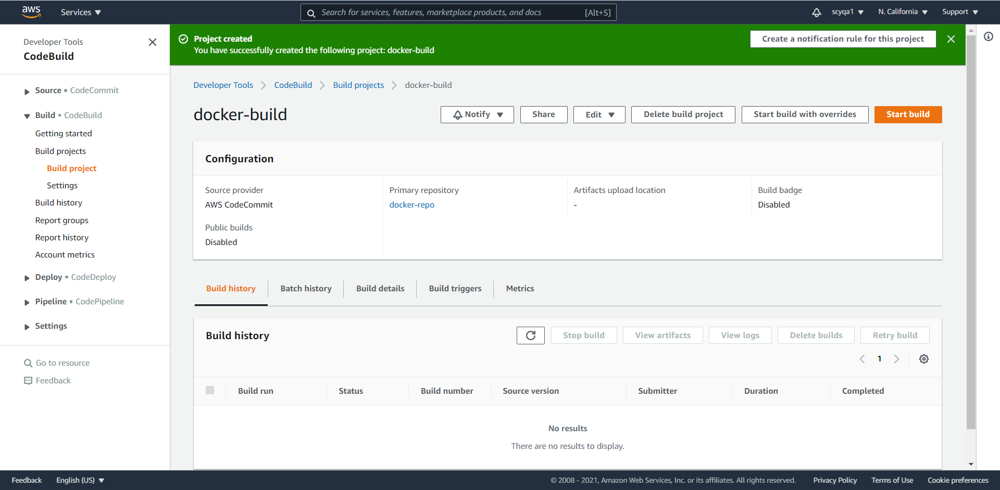 aws
Services
Search for services, features, marketplace products, and docs [Alt+S]
scyqa1
N. California
Support
Developer Tools
CodeBuild
Source • CodeCommit
Build • CodeBuild
Getting started
Build projects
Build project
Settings
Build history
Report groups
Report history
Account metrics
Deploy • CodeDeploy
Pipeline • CodePipeline
Settings
Go to resource
Feedback
Project created
You have successfully created the following project: docker-build
Create a notification rule for this project
Developer Tools
CodeBuild
Build projects
docker-build
docker-build
Notify
Share
Edit
Delete build project
Start build with overrides
Start build
Configuration
Source provider
AWS CodeCommit
Primary repository
docker-repo
Artifacts upload location
-
Build badge
Disabled
Public builds
Disabled
Build history
Batch history
Build details
Build triggers
Metrics
Build history
Stop build
View artifacts
View logs
Delete builds
Retry build
1
Build run
Status
Build number
Source version
Submitter
Duration
Completed
No results
There are no results to display.
Feedback
English (US)
© 2008 - 2021, Amazon Web Services, Inc. or its affiliates. All rights reserved.
Privacy Policy
Terms of Use
Cookie preferences